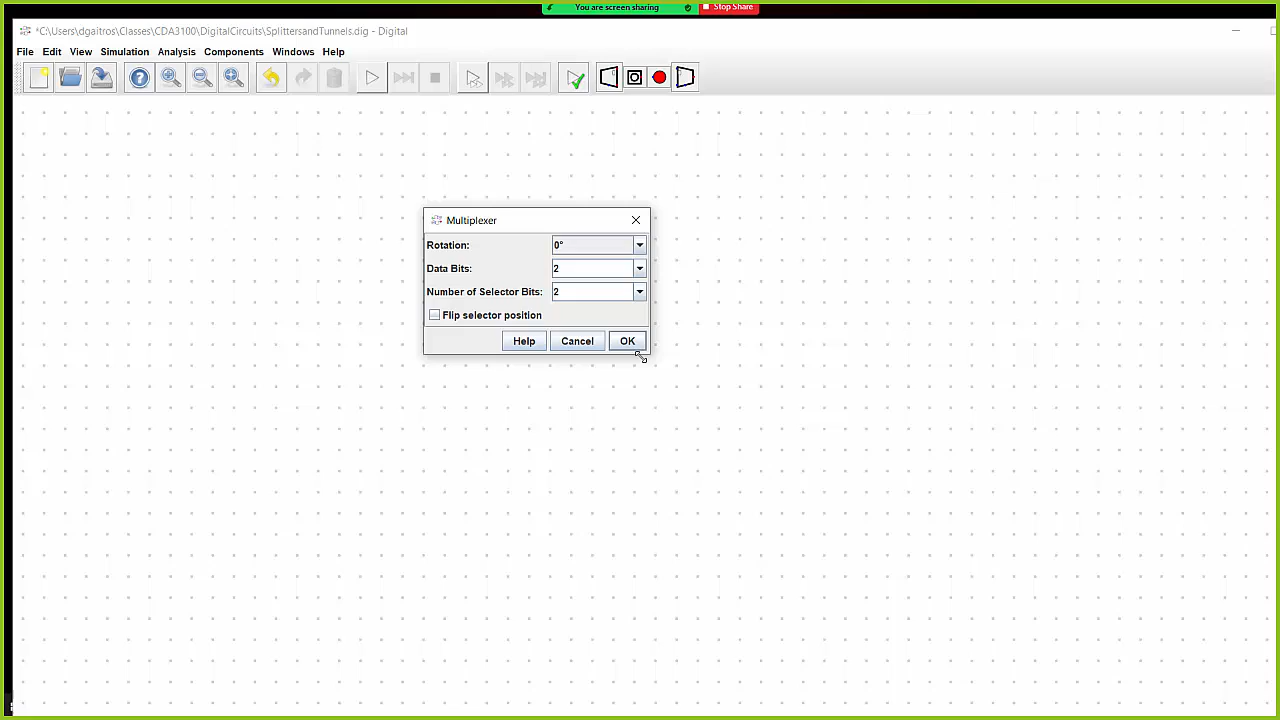 You are screen sharing
Stop Share
*C:\Users\dgaitros\Classes\CDA3100\DigitalCircuits\SplittersandTunnels.dig - Digital
File Edit View Simulation Analysis Components Windows Help
Multiplexer
Rotation: 0°
Data Bits: 2
Number of Selector Bits: 2
Flip selector position
Help Cancel OK